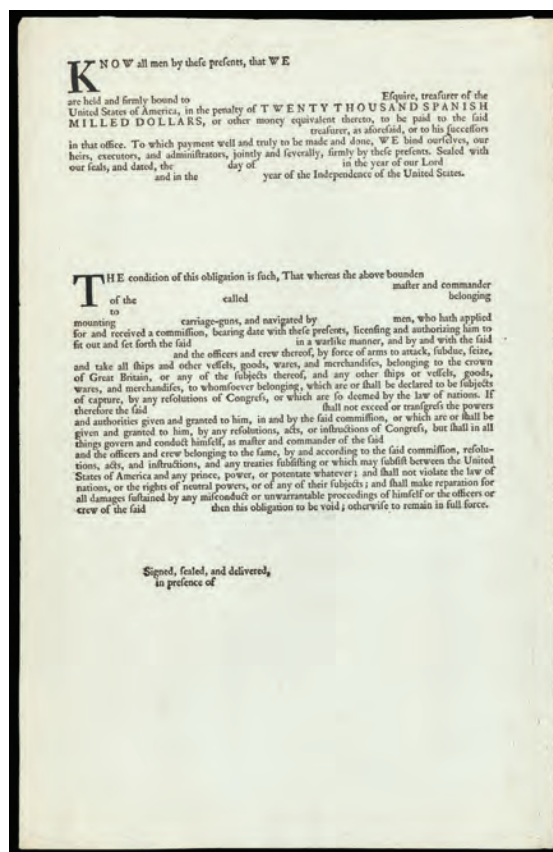 KNOW all men by theſe preſents, that WE
Eſquire, treaſurer of the
are held and firmly bound to
United States of America, in the penalty of TWENTY THOUSAND SPANISH
MILLED DOLLARS, or other money equivalent thereto, to be paid to the ſaid
treaſurer, as aforeſaid, or to his ſucceſſors
in that office. To which payment well and truly to be made and done, WE bind ourſelves, our
heirs, executors, and adminiſtrators, jointly and ſeverally, firmly by theſe preſents. Sealed with
our ſeals, and dated, the day of in the year of our Lord
and in the year of the Independence of the United States.
THE condition of this obligation is ſuch, That whereas the above bounden
maſter and commander
of the called belonging
to
mounting carriage-guns, and navigated by men, who hath applied
for and received a commiſſion, bearing date with theſe preſents, licenſing and authorizing him to
fit out and ſet forth the ſaid in a warlike manner, and by and with the ſaid
and the officers and crew thereof, by force of arms to attack, ſubdue, ſeize,
and take all ſhips and other veſſels, goods, wares, and merchandiſes, belonging to the crown
of Great Britain, or any of the ſubjects thereof, and any other ſhips or veſſels, goods,
wares, and merchandiſes, to whomſoever belonging, which are or ſhall be declared to be ſubjects
of capture, by any reſolutions of Congreſs, or which are ſo deemed by the law of nations. If
therefore the ſaid ſhall not exceed or tranſgreſs the powers
and authorities given and granted to him, in and by the ſaid commiſſion, or which are or ſhall be
given and granted to him, by any reſolutions, acts, or inſtructions of Congreſs, but ſhall in all
things govern and conduct himſelf, as maſter and commander of the ſaid
and the officers and crew belonging to the ſame, by and according to the ſaid commiſſion, reſolu-
tions, acts, and inſtructions, and any treaties ſubſiſting or which may ſubſiſt between the United
States of America and any prince, power, or potentate whatever; and ſhall not violate the law of
nations, or the rights of neutral powers, or of any of their ſubjects; and ſhall make reparation for
all damages ſuſtained by any miſconduct or unwarrantable proceedings of himſelf or the officers or
crew of the ſaid then this obligation to be void; otherwiſe to remain in full force.
Signed, ſealed, and delivered,
in preſence of